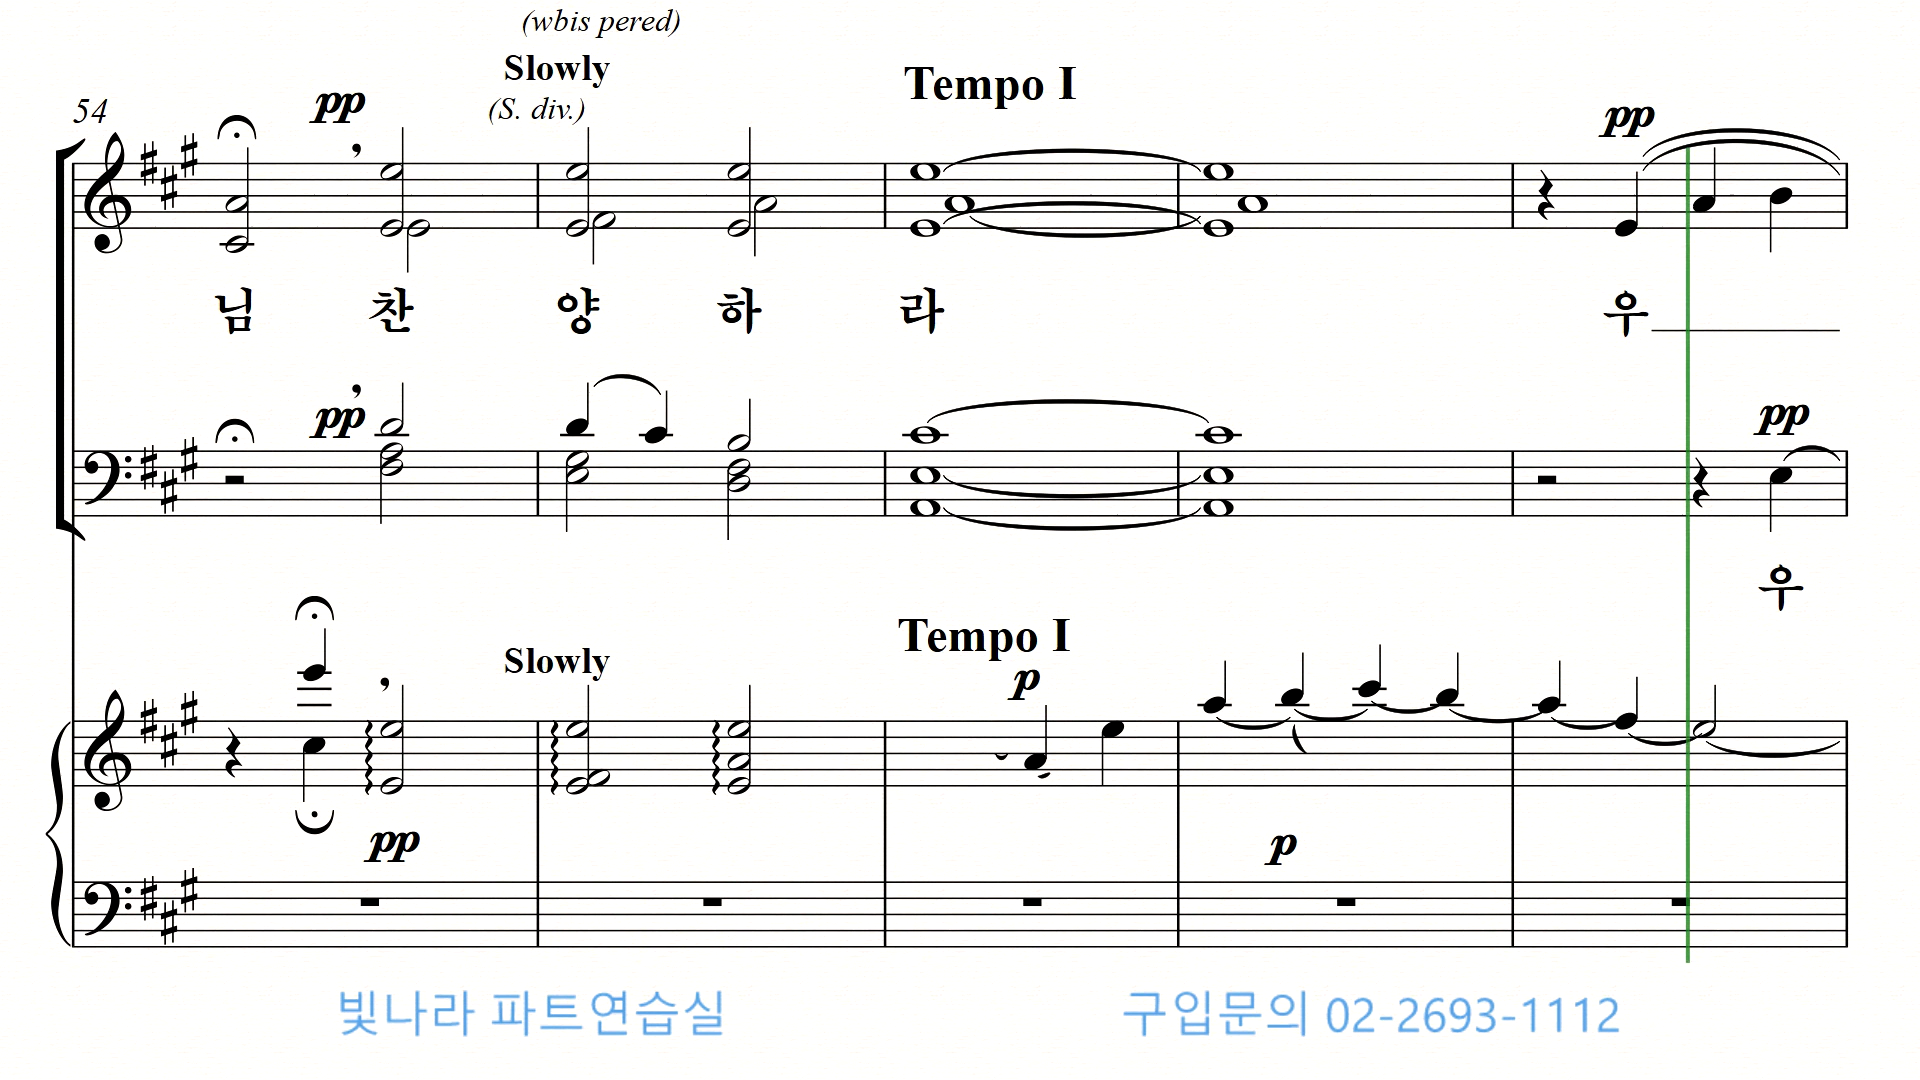 (wbis pered)
Slowly
Tempo I
54
pp
(S. div.)
pp
님 찬 양 하 라 우
pp
pp
우
Slowly
Tempo I
p
pp
p
빛나라 파트연습실
구입문의 02-2693-1112